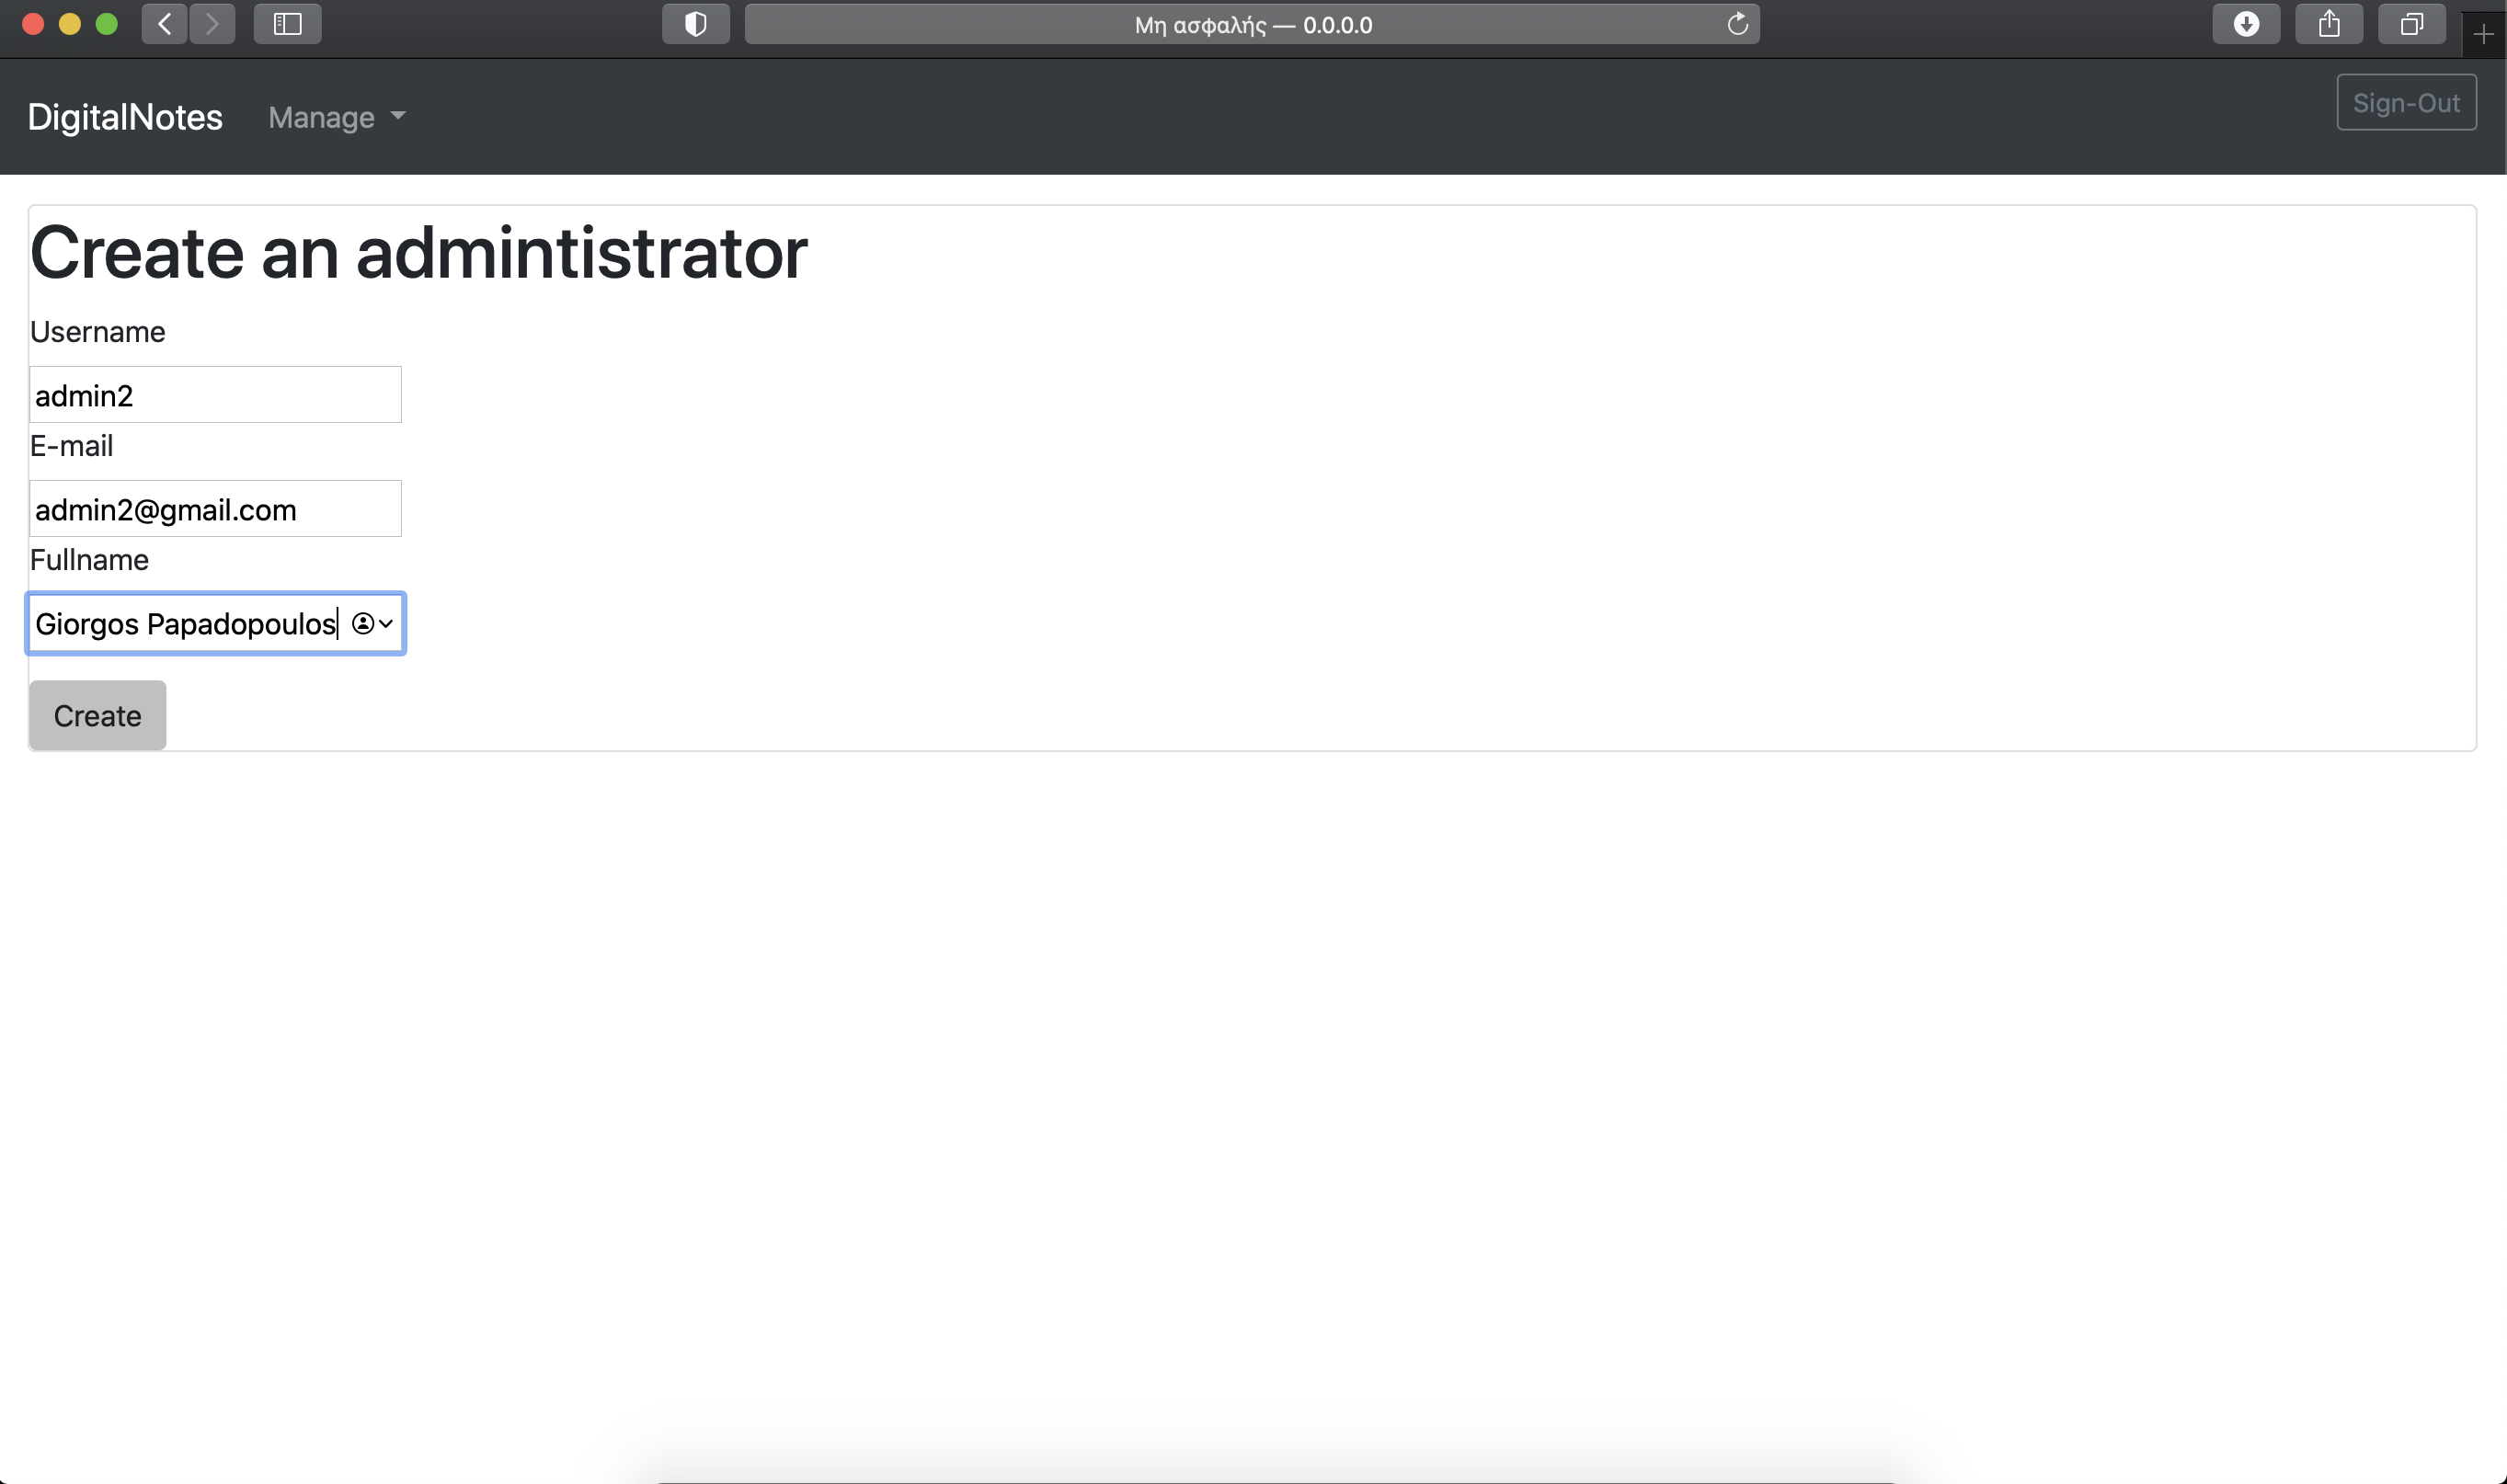 Μη ασφαλής — 0.0.0.0
DigitalNotes Manage Sign-Out
Create an admintistrator
Username
admin2
E-mail
admin2@gmail.com
Fullname
Giorgos Papadopoulos
Create